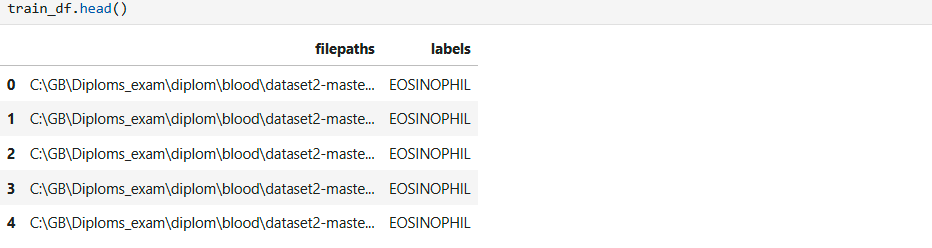 train_df.head()
filepaths labels
0 C:\GB\Diploms_exam\diplom\blood\dataset2-maste... EOSINOPHIL
1 C:\GB\Diploms_exam\diplom\blood\dataset2-maste... EOSINOPHIL
2 C:\GB\Diploms_exam\diplom\blood\dataset2-maste... EOSINOPHIL
3 C:\GB\Diploms_exam\diplom\blood\dataset2-maste... EOSINOPHIL
4 C:\GB\Diploms_exam\diplom\blood\dataset2-maste... EOSINOPHIL